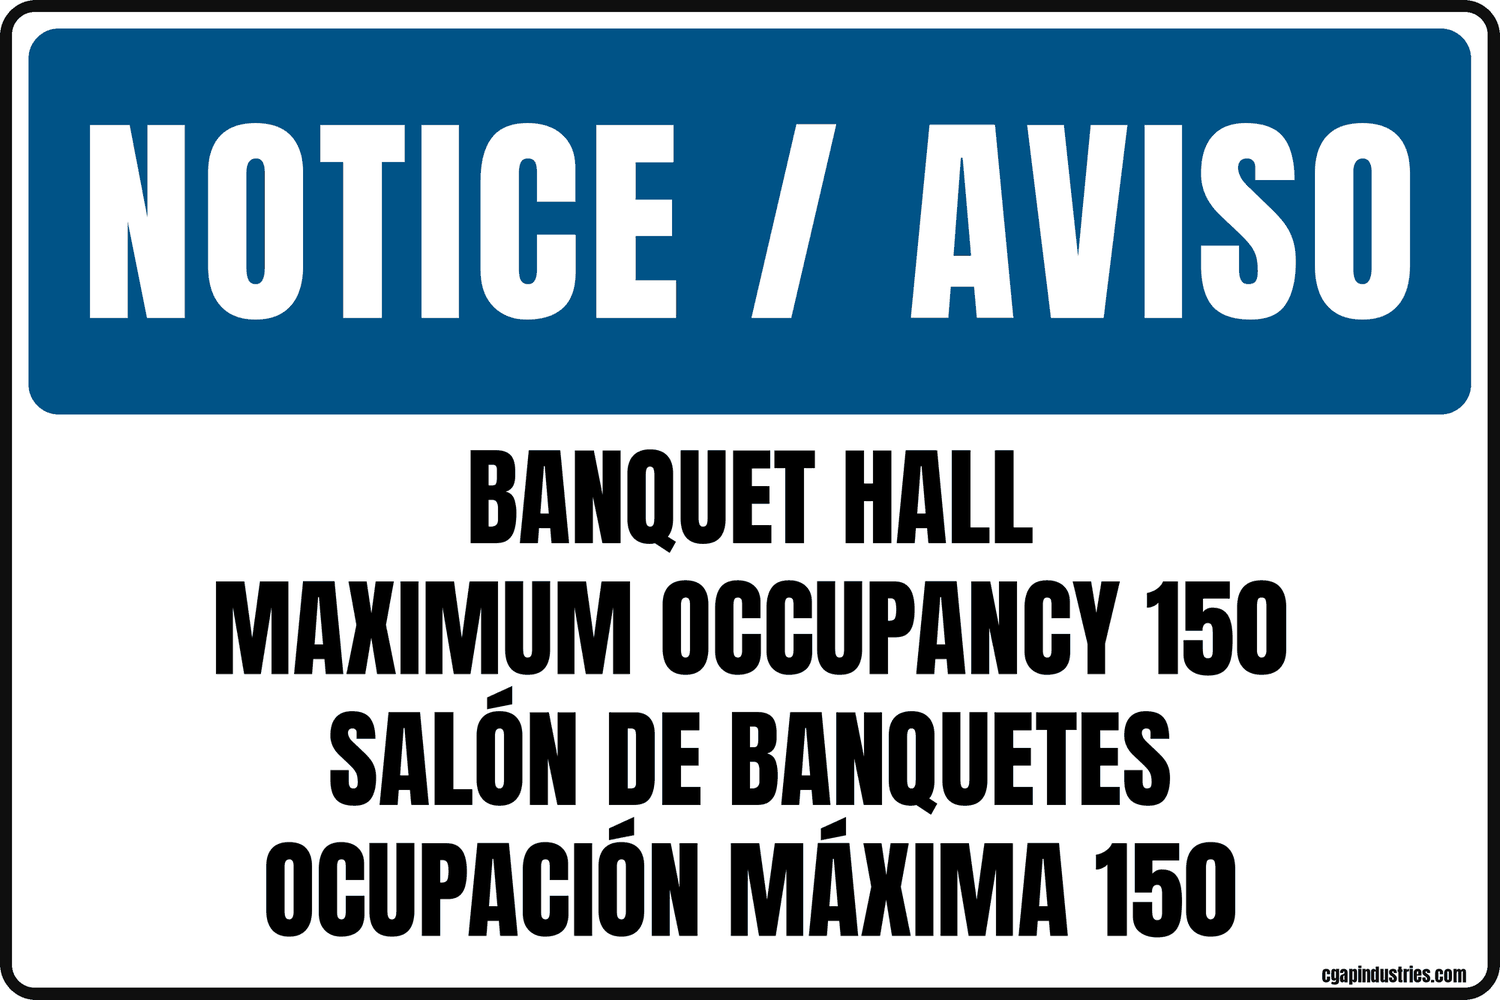 NOTICE / AVISO
BANQUET HALL
MAXIMUM OCCUPANCY 150
SALÓN DE BANQUETES
OCUPACIÓN MÁXIMA 150
cgapindustries.com